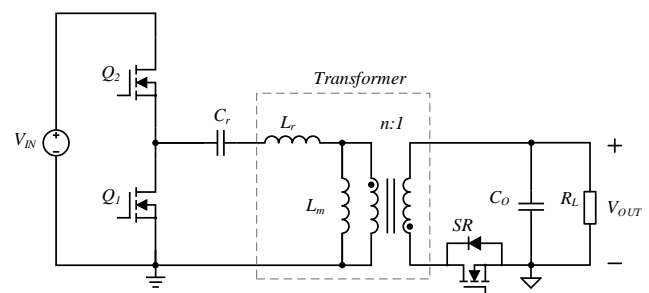 Transformer
Q2
Cr
Lr
n:1
VIN
+
−
Q1
Lm
SR
CO
RL
+
VOUT
−